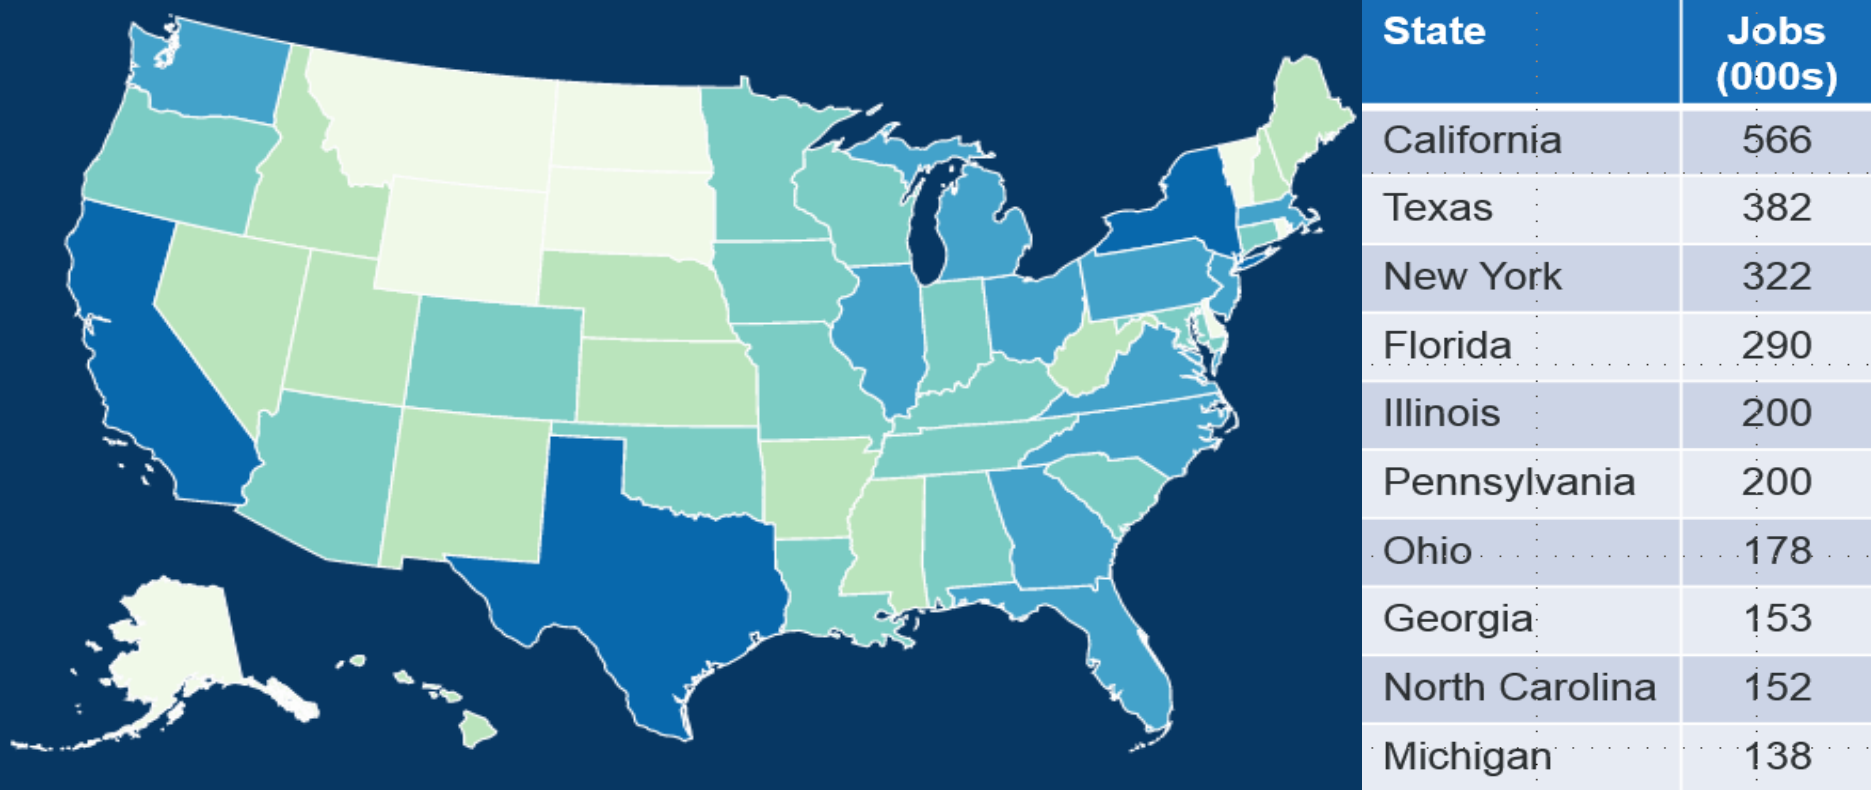 State Jobs
(000s)
California 566
Texas 382
New York 322
Florida 290
Illinois 200
Pennsylvania 200
Ohio 178
Georgia 153
North Carolina 152
Michigan 138